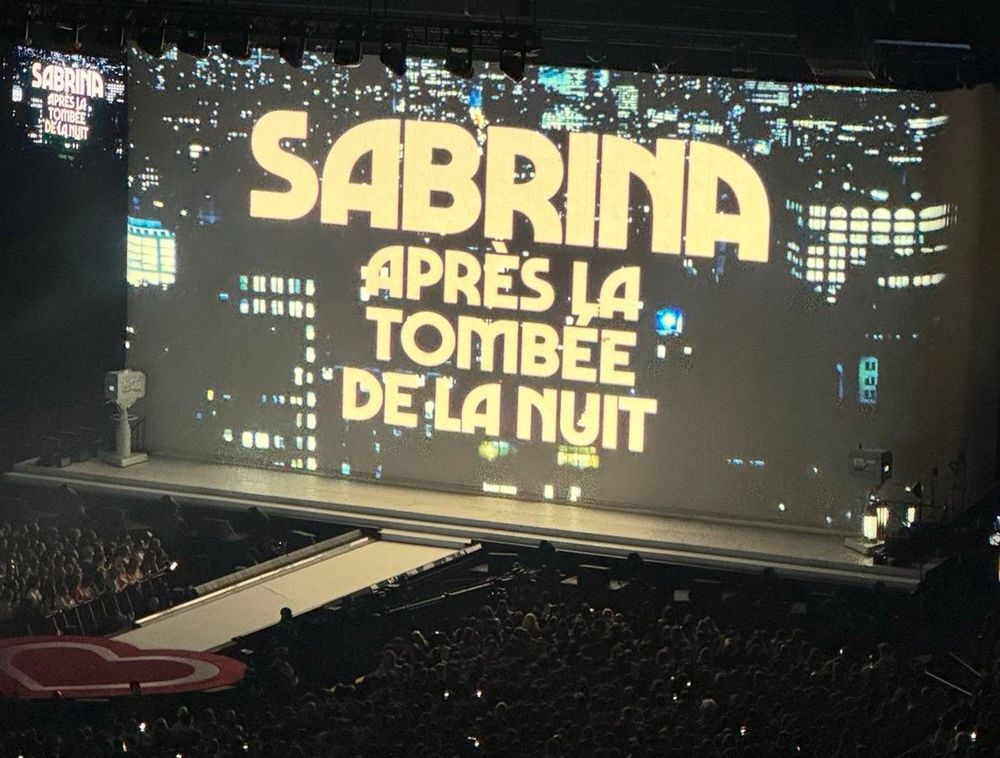 SABRINA
APRÈS LA
TOMBÉE
DE LA NUIT
SABRINA
APRÈS LA
TOMBÉE
DE LA NUIT